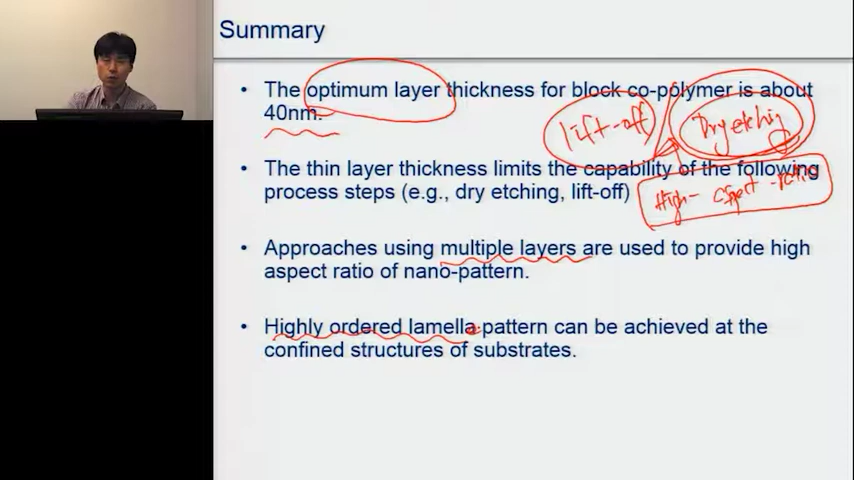 Summary
• The optimum layer thickness for block co-polymer is about
40nm.
lift-off
Dry etching
• The thin layer thickness limits the capability of the following
process steps (e.g., dry etching, lift-off)
High- aspect -ratio
• Approaches using multiple layers are used to provide high
aspect ratio of nano-pattern.
• Highly ordered lamella pattern can be achieved at the
confined structures of substrates.